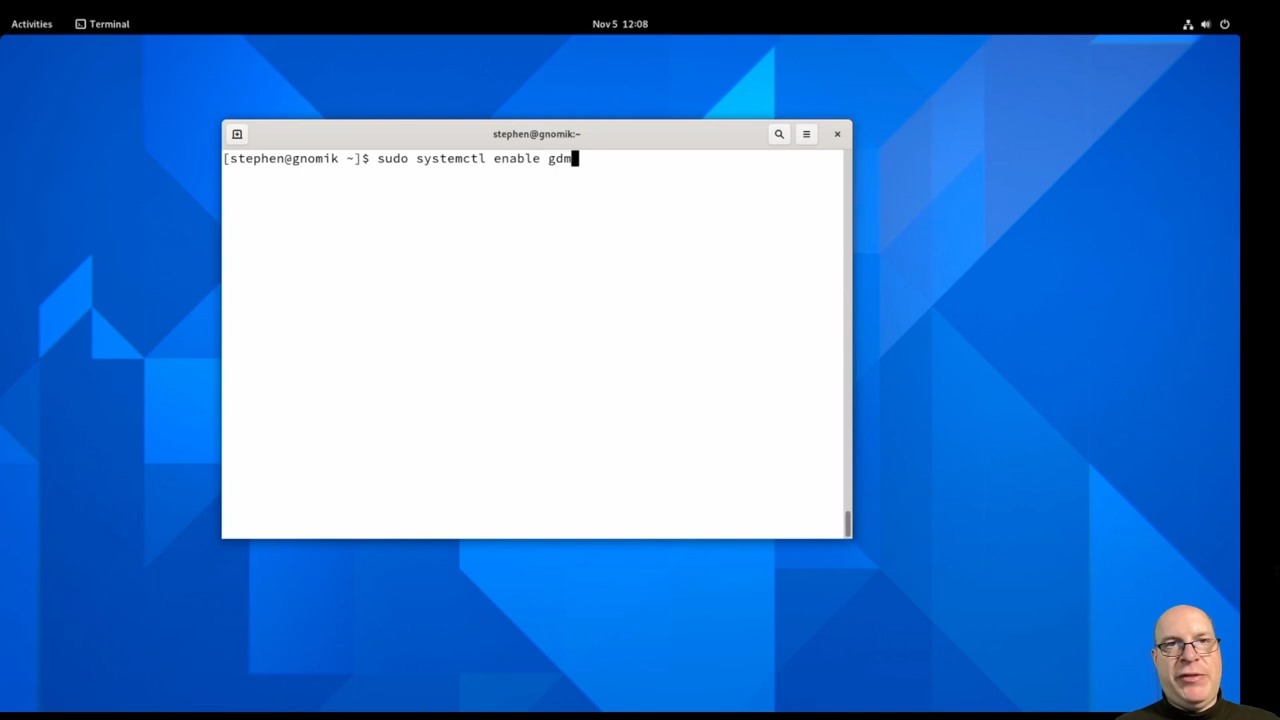 Activities
Terminal
Nov 5 12:08
stephen@gnomik:~
[stephen@gnomik ~]$ sudo systemctl enable gdm